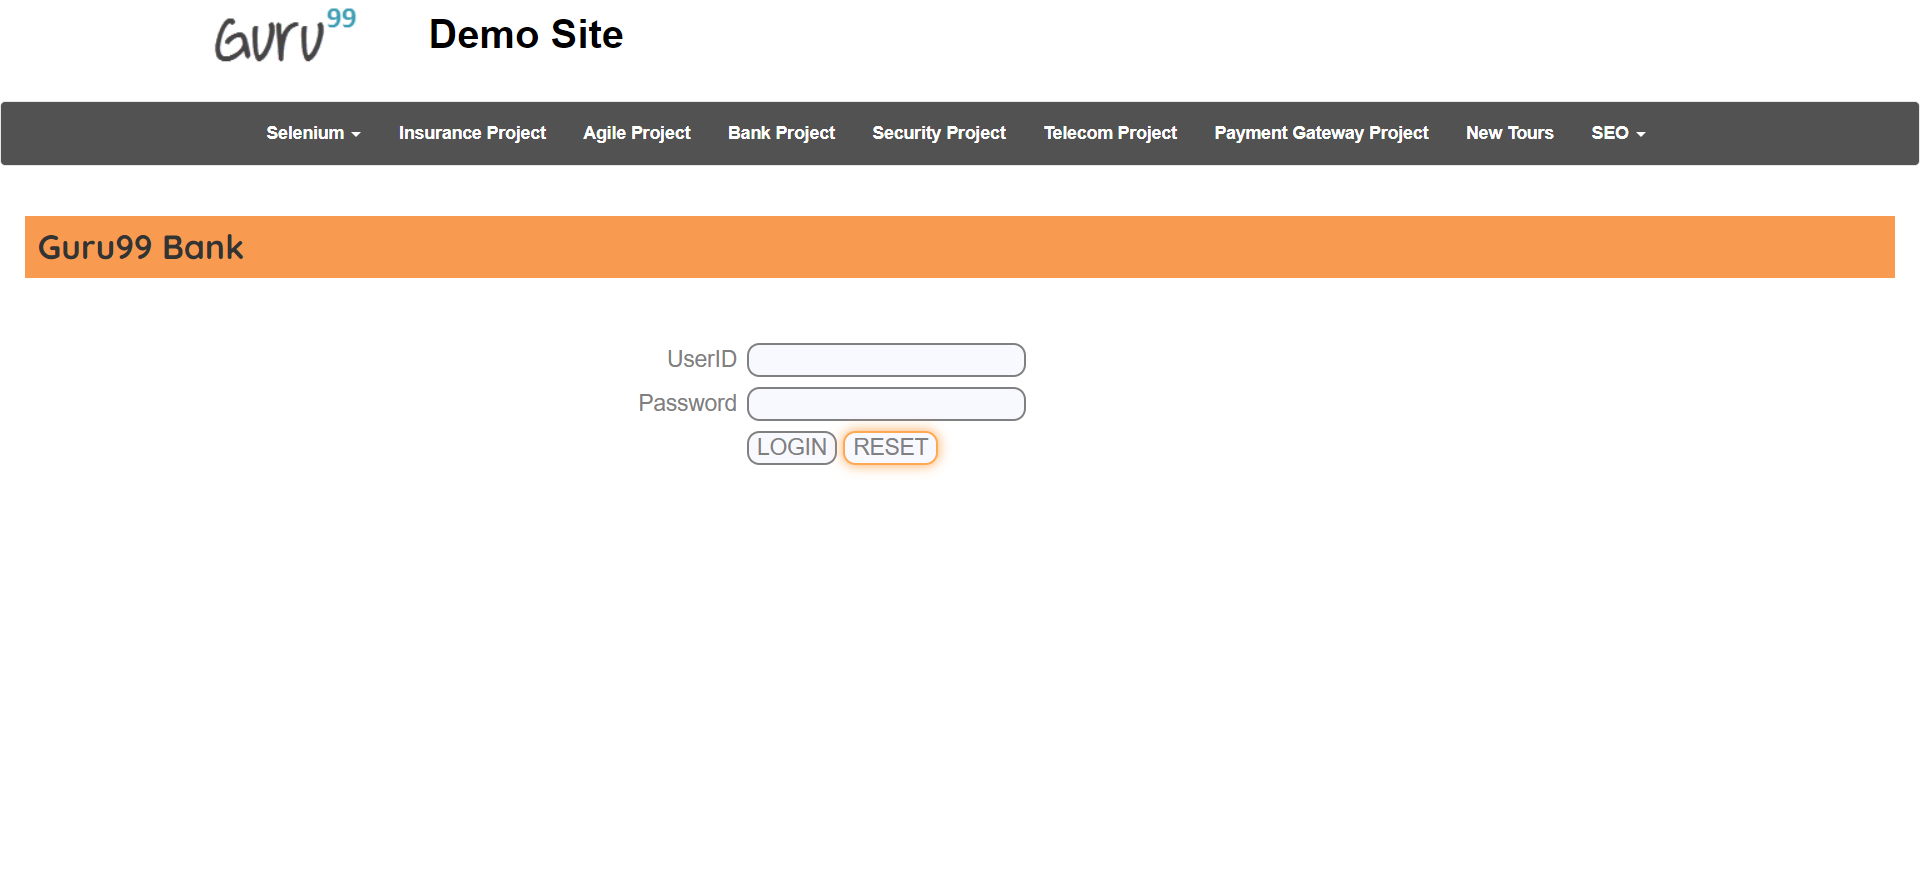 Guru99 Demo Site
Selenium Insurance Project Agile Project Bank Project Security Project Telecom Project Payment Gateway Project New Tours SEO
Guru99 Bank
UserID
Password
LOGIN RESET